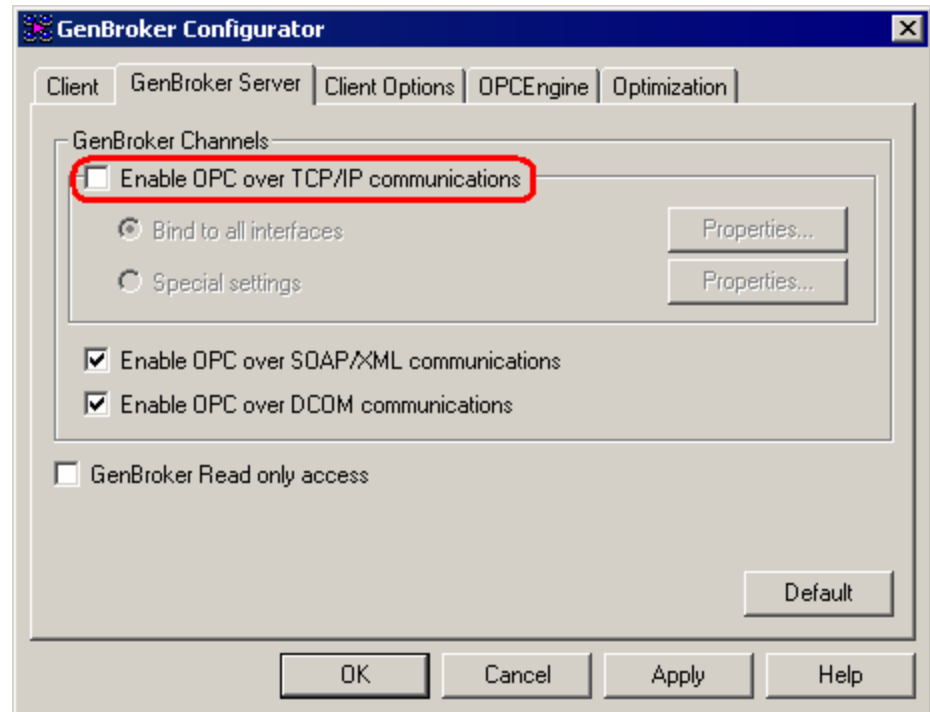 GenBroker Configurator
Client GenBroker Server Client Options OPCEngine Optimization
GenBroker Channels
Enable OPC over TCP/IP communications
Bind to all interfaces Properties...
Special settings Properties...
Enable OPC over SOAP/XML communications
Enable OPC over DCOM communications
GenBroker Read only access
Default
OK Cancel Apply Help